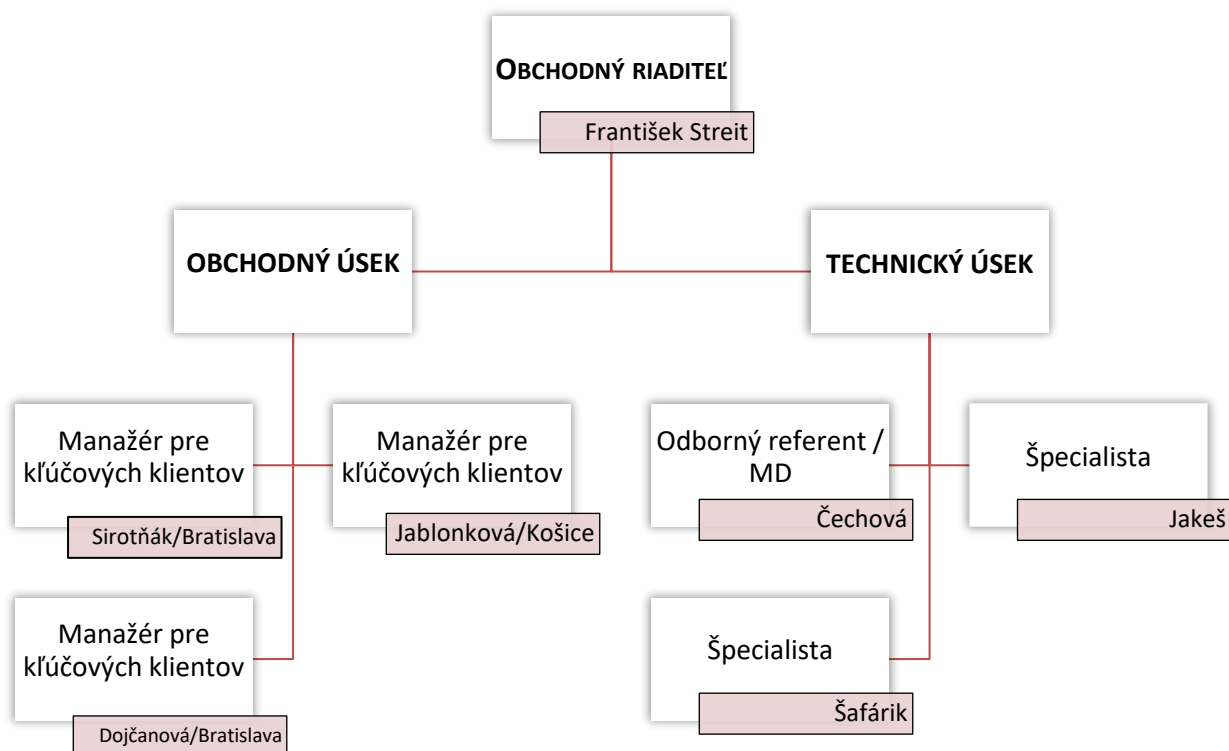 OBCHODNÝ RIADITEĽ
František Streit
OBCHODNÝ ÚSEK
TECHNICKÝ ÚSEK
Manažér pre
kľúčových klientov
Sirotňák/Bratislava
Manažér pre
kľúčových klientov
Jablonková/Košice
Odborný referent /
MD
Čechová
Špecialista
Jakeš
Manažér pre
kľúčových klientov
Dojčanová/Bratislava
Špecialista
Šafárik